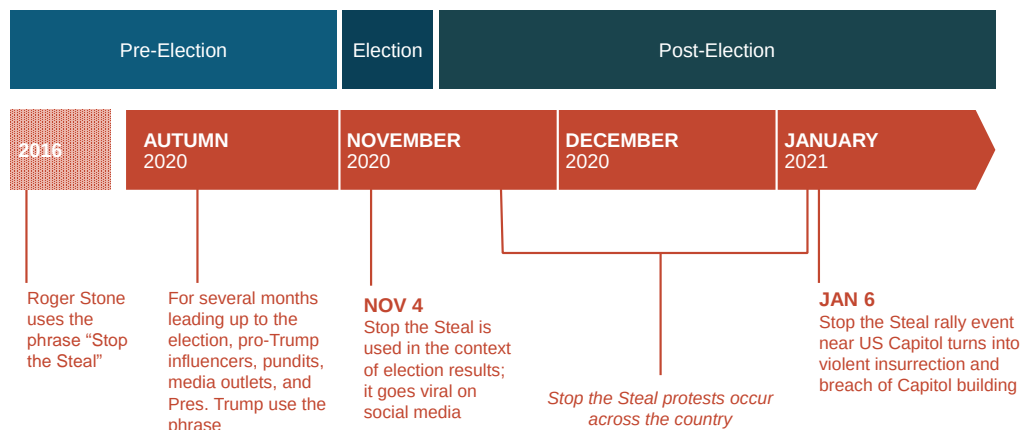 Pre-Election
Election
Post-Election
2016
AUTUMN
2020
NOVEMBER
2020
DECEMBER
2020
JANUARY
2021
Roger Stone
uses the
phrase “Stop
the Steal”
For several months
leading up to the
election, pro-Trump
influencers, pundits,
media outlets, and
Pres. Trump use the
phrase
NOV 4
Stop the Steal is
used in the context
of election results;
it goes viral on
social media
Stop the Steal protests occur
across the country
JAN 6
Stop the Steal rally event
near US Capitol turns into
violent insurrection and
breach of Capitol building